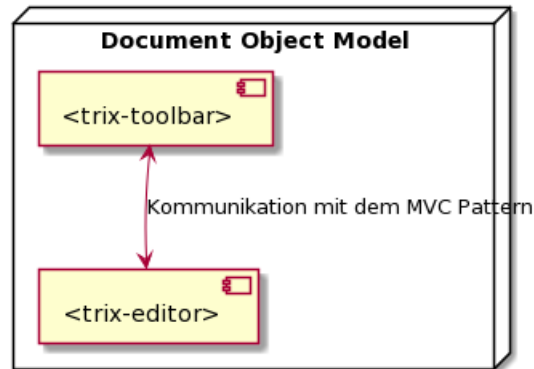 Document Object Model
<trix-toolbar>
Kommunikation mit dem MVC Pattern
<trix-editor>